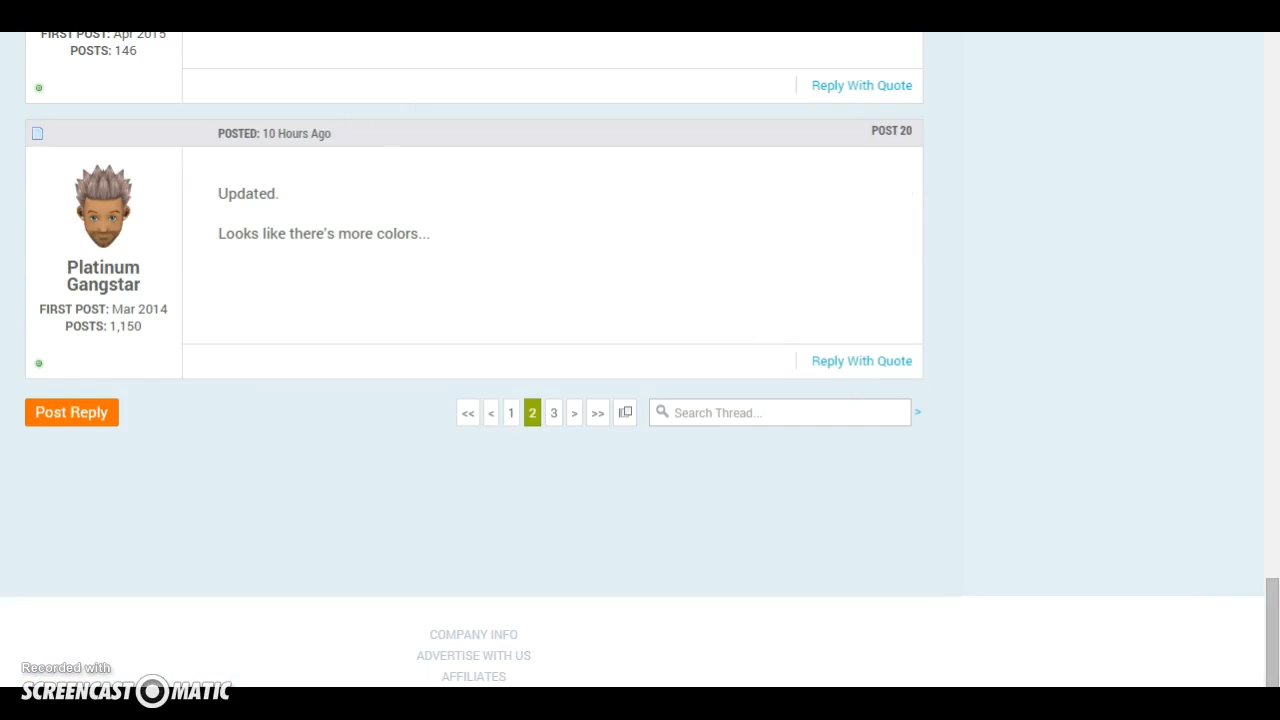 FIRST POST: Apr 2015
POSTS: 146
Reply With Quote
POSTED: 10 Hours Ago
POST 20
Updated.
Looks like there's more colors...
Platinum
Gangstar
FIRST POST: Mar 2014
POSTS: 1,150
Reply With Quote
Post Reply
<< < 1 2 3 > >>
Search Thread...
>
COMPANY INFO
ADVERTISE WITH US
AFFILIATES
Recorded with
SCREENCAST-O-MATIC